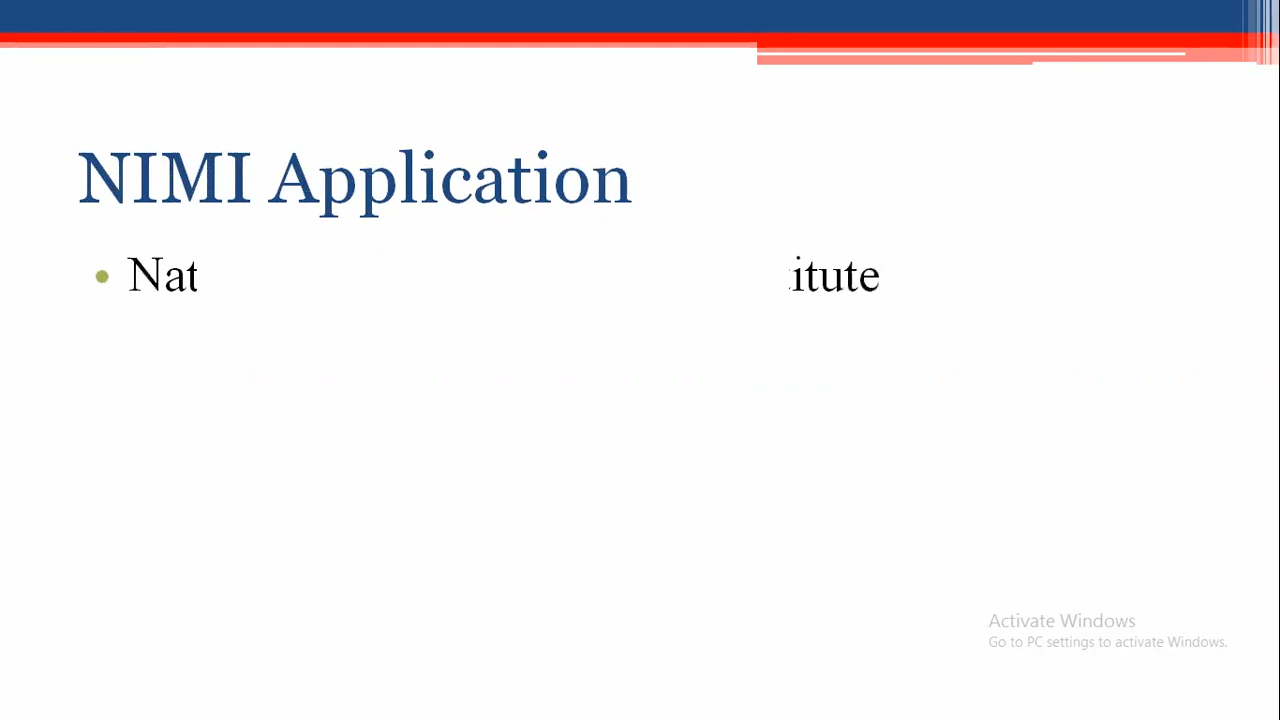 NIMI Application
• Nat itute
Activate Windows
Go to PC settings to activate Windows.